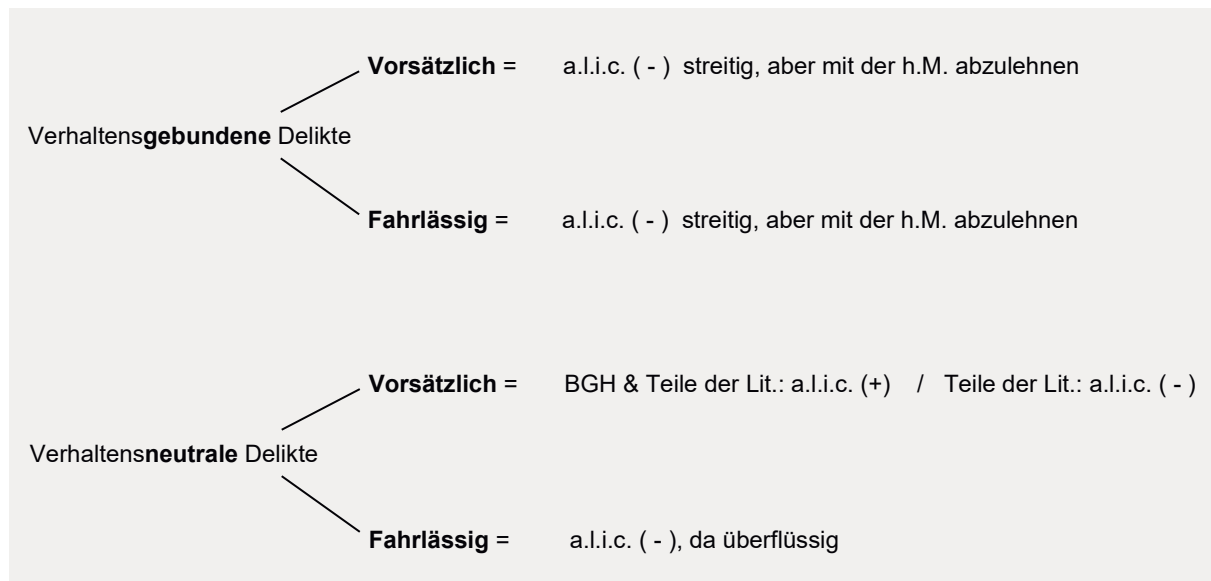 Vorsätzlich = a.l.i.c. ( - ) streitig, aber mit der h.M. abzulehnen
Verhaltensgebundene Delikte
Fahrlässig = a.l.i.c. ( - ) streitig, aber mit der h.M. abzulehnen
Vorsätzlich = BGH & Teile der Lit.: a.l.i.c. (+) / Teile der Lit.: a.l.i.c. ( - )
Verhaltensneutrale Delikte
Fahrlässig = a.l.i.c. ( - ), da überflüssig